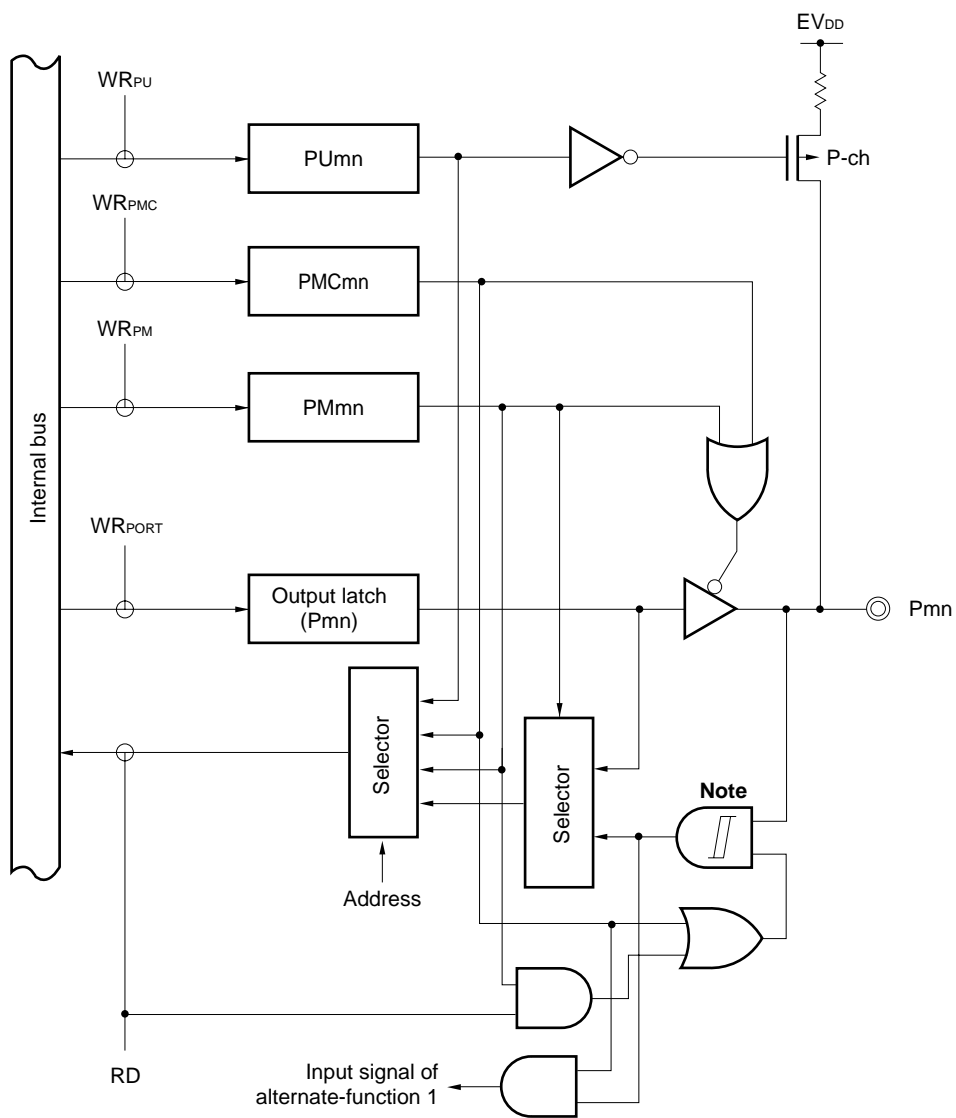 EVDD
WRPU
PUmn
P-ch
WRPMC
PMCmn
WRPM
PMmn
Internal bus
WRPORT
Output latch
(Pmn)
Pmn
Selector
Selector
Note
Address
RD
Input signal of
alternate-function 1